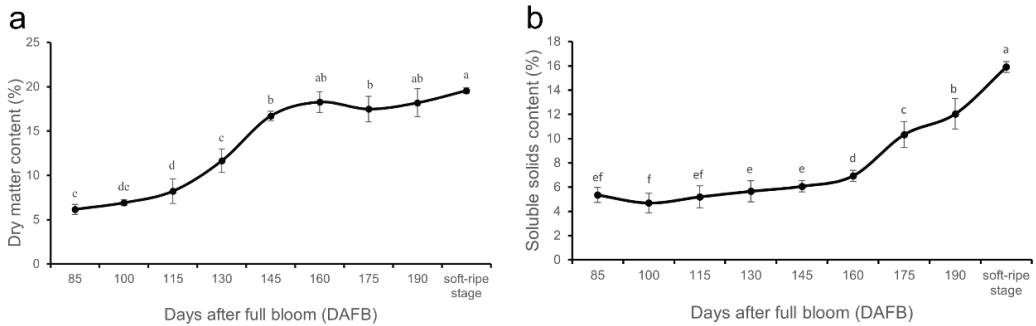 a
Dry matter content (%)
25
20
15
10
5
0
e
de
d
c
b
ab
b
ab
a
85 100 115 130 145 160 175 190 soft-ripe
stage
Days after full bloom (DAFB)
b
Soluble solids content (%)
18
16
14
12
10
8
6
4
2
0
ef
f
ef
e
e
d
c
b
a
85 100 115 130 145 160 175 190 soft-ripe
stage
Days after full bloom (DAFB)